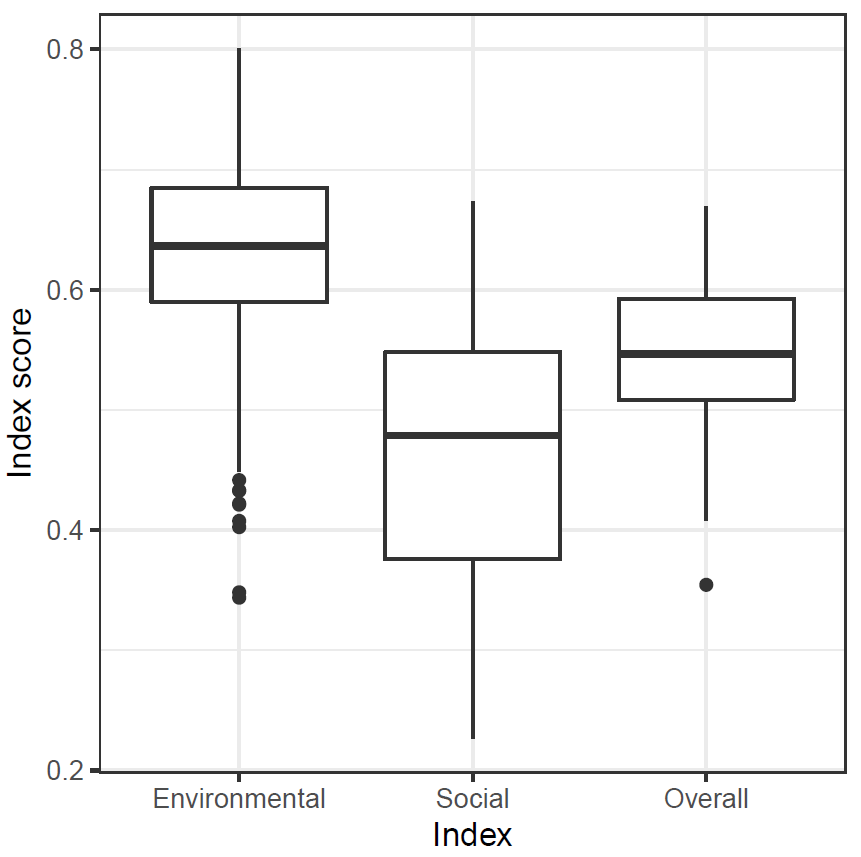 Index score
0.8
0.6
0.4
0.2
Environmental Social Overall
Index